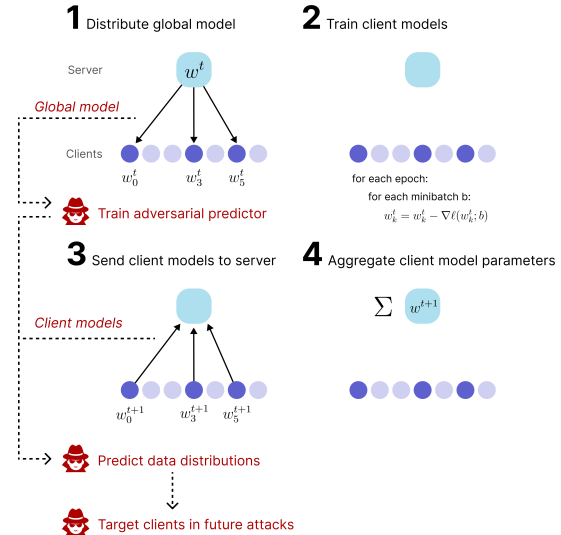 1 Distribute global model
Server
w^t
Global model
Clients
w_0^t w_3^t w_5^t
Train adversarial predictor
2 Train client models
for each epoch:
for each minibatch b:
w_k^t = w_k^t − ∇ℓ(w_k^t; b)
3 Send client models to server
Client models
w_0^{t+1} w_3^{t+1} w_5^{t+1}
4 Aggregate client model parameters
∑ w^{t+1}
Predict data distributions
Target clients in future attacks